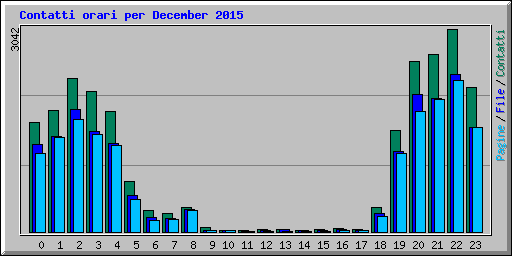 Contatti orari per December 2015
3042
Pagine / File / Contatti
0 1 2 3 4 5 6 7 8 9 10 11 12 13 14 15 16 17 18 19 20 21 22 23